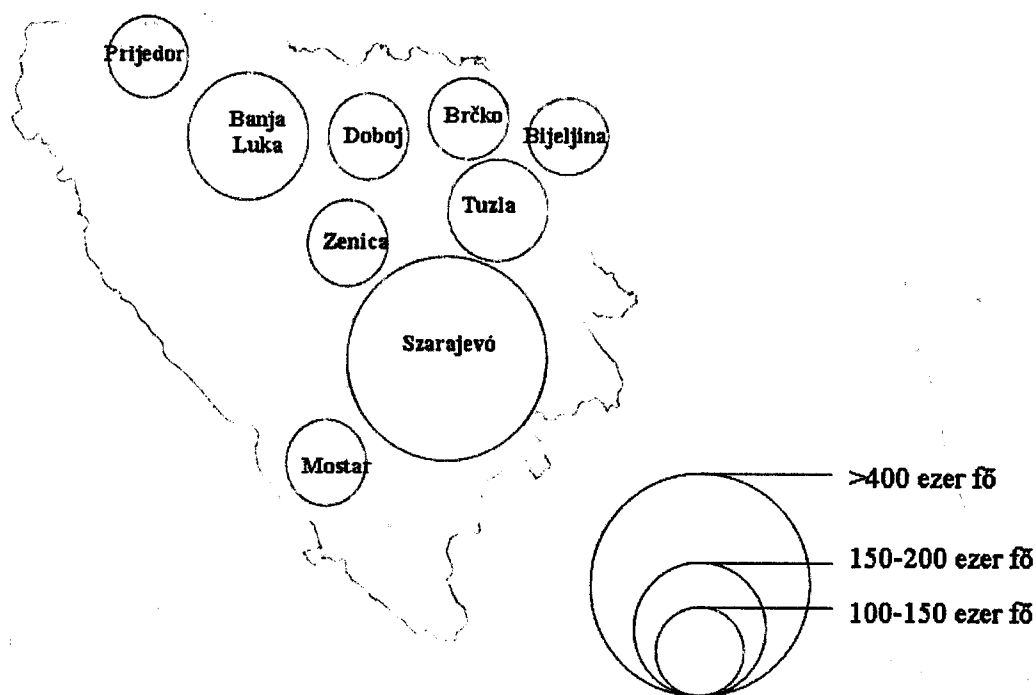 Prijedor
Banja
Luka
Doboj
Brčko
Bijeljina
Tuzla
Zenica
Szarajevó
Mostar
>400 ezer fő
150-200 ezer fő
100-150 ezer fő